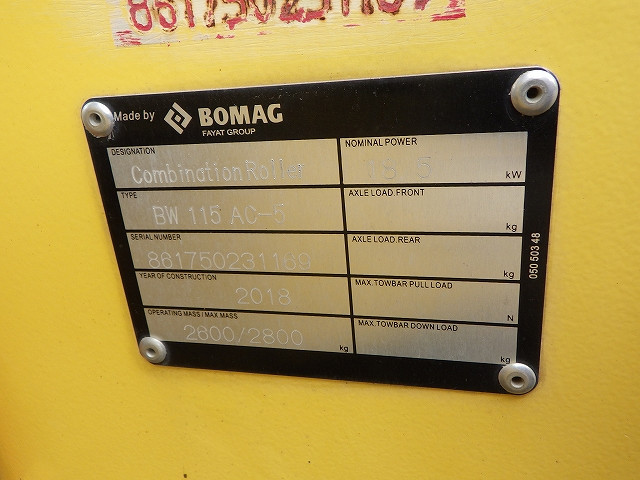 Made by BOMAG
FAYAT GROUP
DESIGNATION
Combination Roller
TYPE
BW 115 AC-5
SERIAL NUMBER
861750231169
YEAR OF CONSTRUCTION
2018
OPERATING MASS / MAX. MASS
2600/2800 kg
NOMINAL POWER
kW
AXLE LOAD. FRONT
kg
AXLE LOAD. REAR
kg
MAX. TOWBAR PULL LOAD
N
MAX. TOWBAR DOWN LOAD
kg
050 503 48